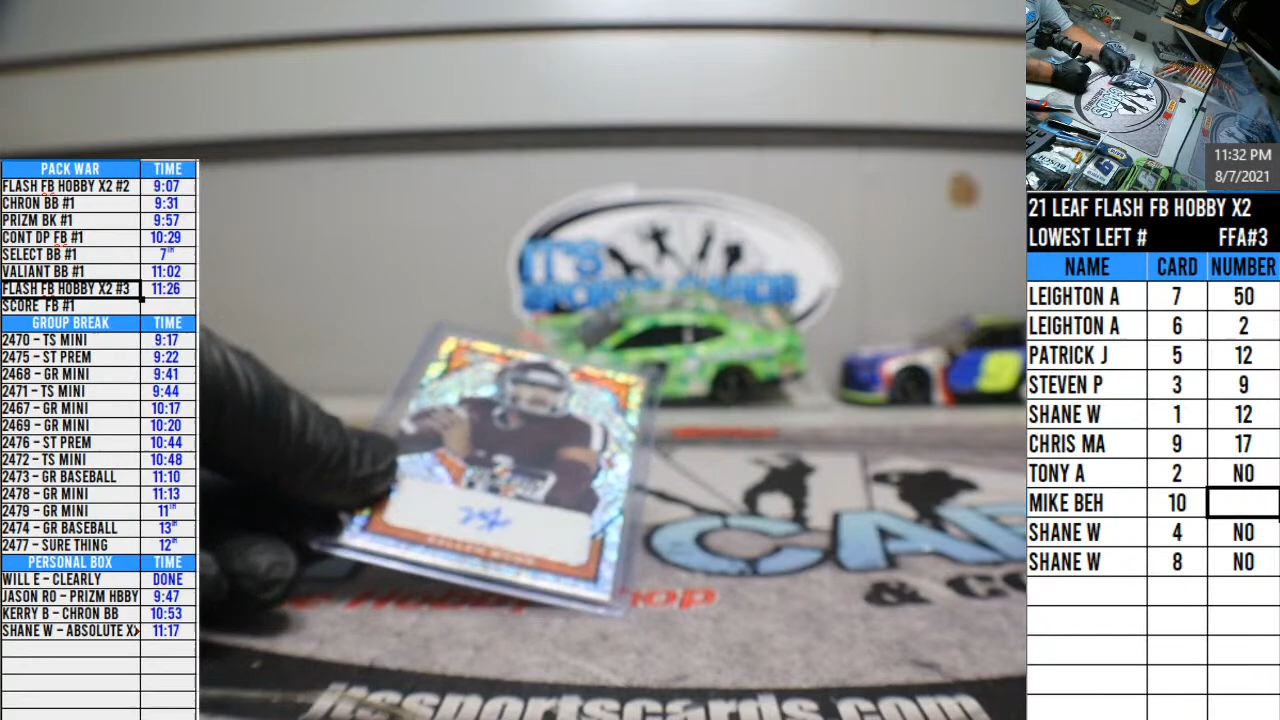 PACK WAR TIME
FLASH FB HOBBY X2 #2 9:07
CHRON BB #1 9:31
PRIZM BK #1 9:57
CONT DP FB #1 10:29
SELECT BB #1 7TH
VALIANT BB #1 11:02
FLASH FB HOBBY X2 #3 11:26
SCORE FB #1
GROUP BREAK TIME
2470 - TS MINI 9:17
2475 - ST PREM 9:22
2468 - GR MINI 9:41
2471 - TS MINI 9:44
2467 - GR MINI 10:17
2469 - GR MINI 10:20
2476 - ST PREM 10:44
2472 - TS MINI 10:48
2473 - GR BASEBALL 11:10
2478 - GR MINI 11:13
2479 - GR MINI 11TH
2474 - GR BASEBALL 13TH
2477 - SURE THING 12TH
PERSONAL BOX TIME
WILL E - CLEARLY DONE
JASON RO - PRIZM HBBY 9:47
KERRY B - CHRON BB 10:53
SHANE W - ABSOLUTE X 11:17
IT'S
CA
& CO
jtssportscards.com
11:32 PM
8/7/2021
21 LEAF FLASH FB HOBBY X2
LOWEST LEFT # FFA#3
NAME CARD NUMBER
LEIGHTON A 7 50
LEIGHTON A 6 2
PATRICK J 5 12
STEVEN P 3 9
SHANE W 1 12
CHRIS MA 9 17
TONY A 2 NO
MIKE BEH 10
SHANE W 4 NO
SHANE W 8 NO